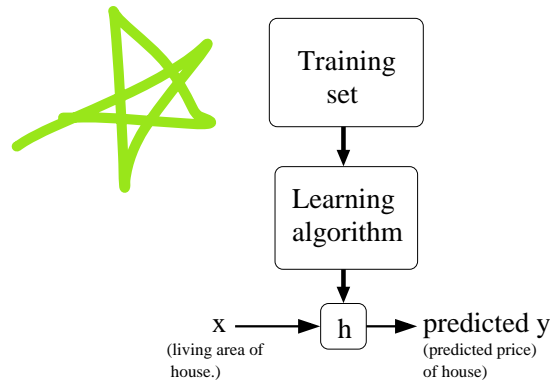 Training
set
Learning
algorithm
x h predicted y
(living area of (predicted price)
house.) of house)